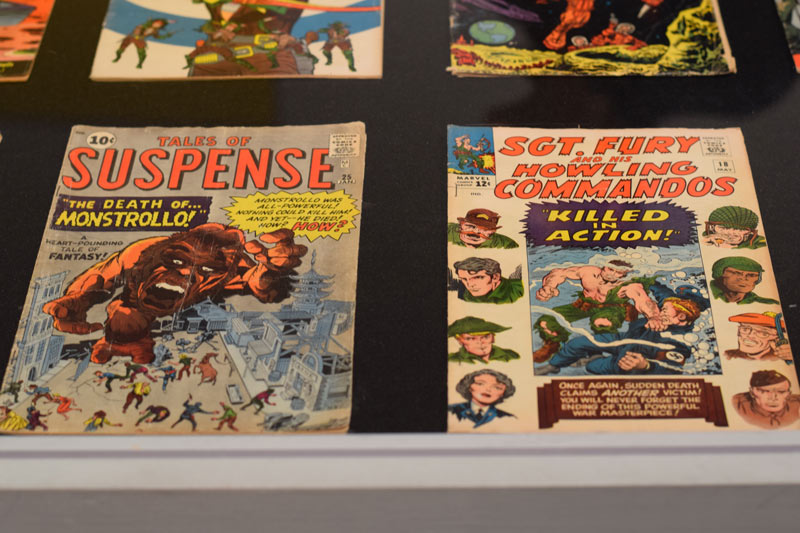 10¢
TALES OF
SUSPENSE
25
JAN.
"THE DEATH OF...
MONSTROLLO!"
MONSTROLLO WAS
ALL-POWERFUL!
NOTHING COULD KILL HIM!
AND YET-- HE DIED!
HOW? HOW?
A
HEART-POUNDING
TALE OF
FANTASY!
SGT. FURY
AND HIS
HOWLING
COMMANDOS
MARVEL
COMICS
GROUP
12¢
IND.
18
MAY
"KILLED
IN
ACTION!"
ONCE AGAIN, SUDDEN DEATH
CLAIMS ANOTHER VICTIM!
YOU WILL NEVER FORGET THE
ENDING OF THIS POWERFUL
WAR MASTERPIECE!